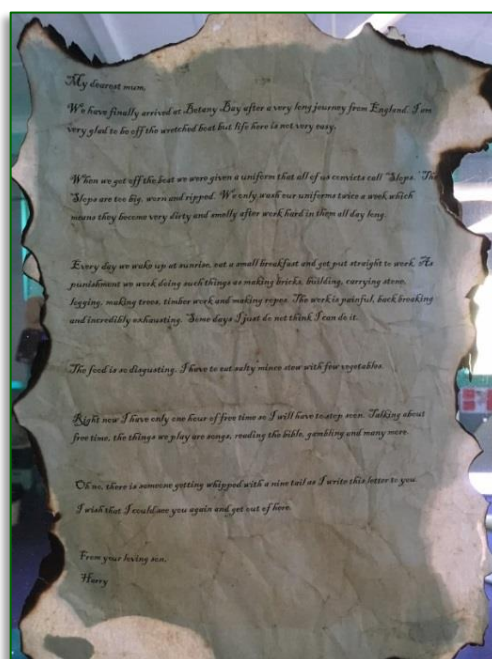 My dearest mum,
We have finally arrived at Botany Bay after a very long journey from England. I am
very glad to be off the wretched boat but life here is not very easy.
When we got off the boat we were given a uniform that all of us convicts call "Slops. "The
Slops are too big, worn and ripped. We only wash our uniforms twice a week which
means they become very dirty and smelly after work hard in them all day long.
Every day we wake up at sunrise, eat a small breakfast and get put straight to work. As
punishment we work doing such things as making bricks, building, carrying stone,
logging, making trees, timber work and making ropes. The work is painful, back breaking
and incredibly exhausting. Some days I just do not think I can do it.
The food is so disgusting. I have to eat salty mince stew with few vegetables.
Right now I have only one hour of free time so I will have to stop soon. Talking about
free time, the things we play are songs, reading the bible, gambling and many more.
Oh no, there is someone getting whipped with a nine tail as I write this letter to you.
I wish that I could see you again and get out of here.
From your loving son,
Harry